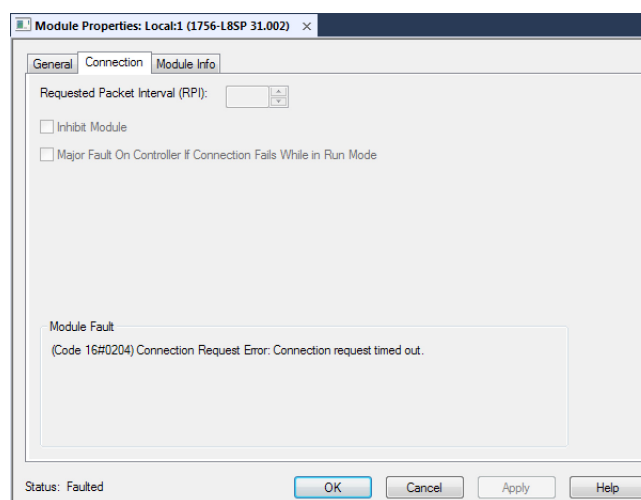 Module Properties: Local:1 (1756-L8SP 31.002)
General Connection Module Info
Requested Packet Interval (RPI):
Inhibit Module
Major Fault On Controller If Connection Fails While in Run Mode
Module Fault
(Code 16#0204) Connection Request Error: Connection request timed out.
Status: Faulted OK Cancel Apply Help